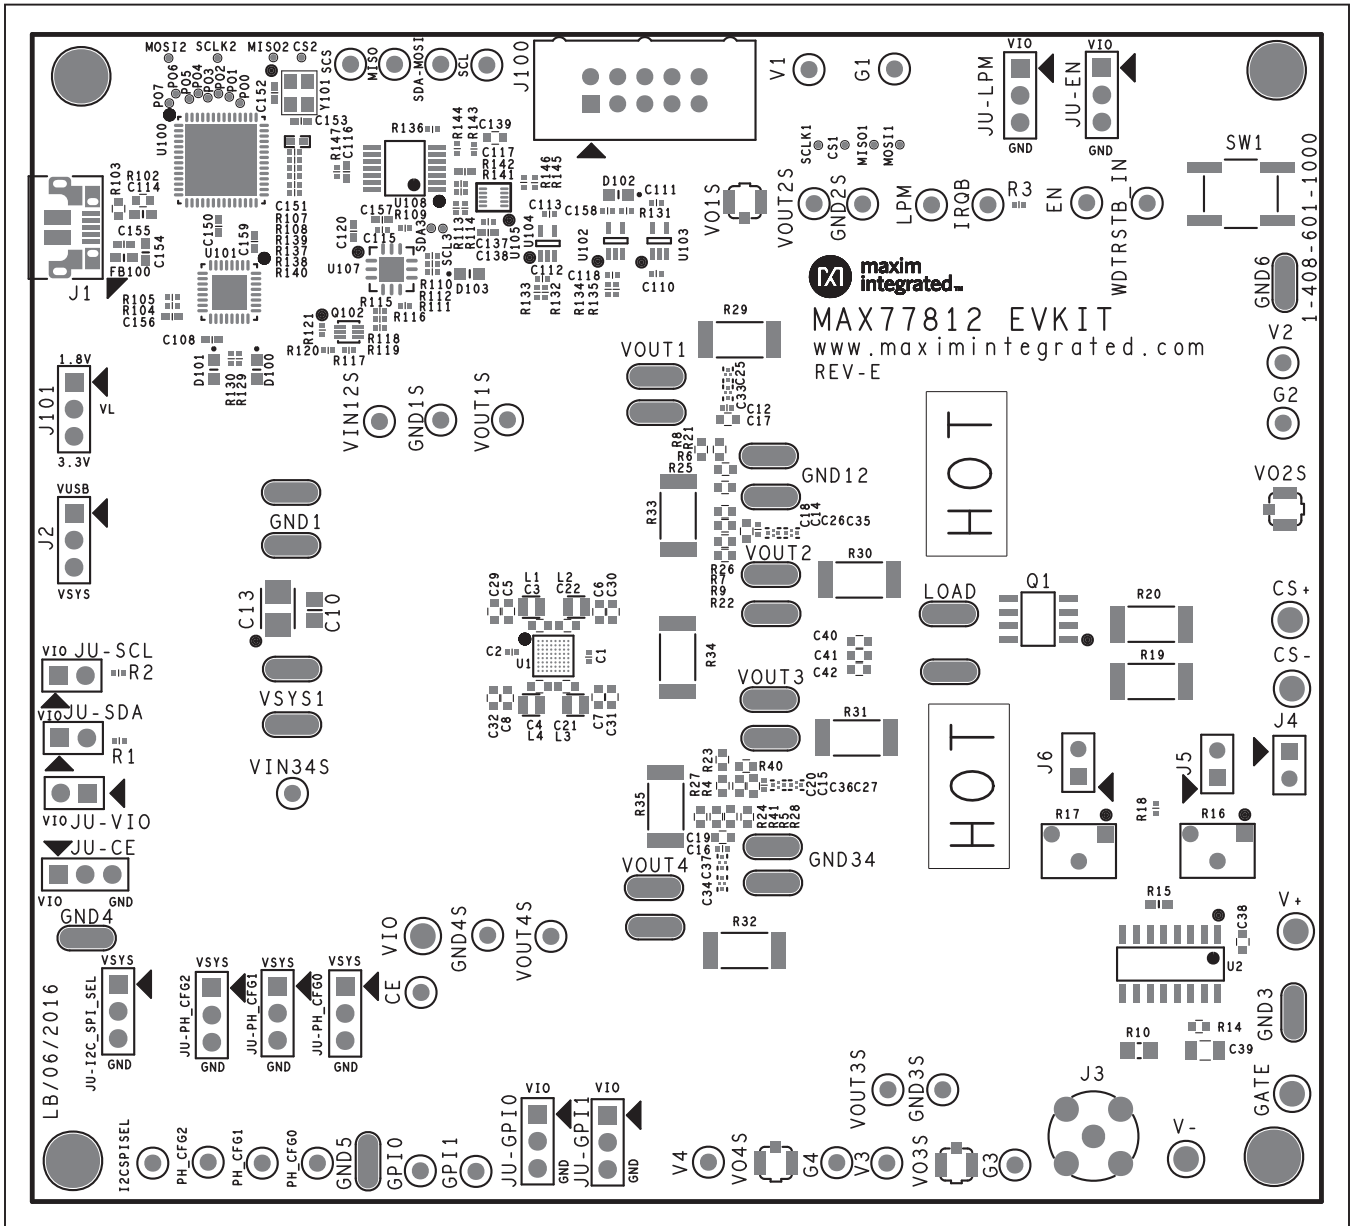 MOSI2 SCLK2 MISO2 CS2
PO7 PO6 PO5 PO4 PO3 PO2 PO1 PO0
C152 Y101 SCS MISO SDA-MOSI SCL J100
V1 G1
VIO JU-LPM GND
VIO JU-EN GND
SW1
1-408-601-1000
U100 C153 R147 C116 R136 R144 R143 C139
C117
R142
R141
R146 R145
SCLK1 CS1 MISO1 MOSI1
R103 R102
C114
C155 C154
FB100
J1
C150 C159
U101
C151
R107
R108
R139
R137
R138
R140
C120 C157
C115
U107
U108
R109
SDA3 SCL3
R113 R114
C137
C138
U105 U104
C113 C158
D102 C111
R131
U102 U103
C112 C118 C110
R133 R132 R134 R135
R110
R112
R111
D103
VO1S VOUT2S GND2S LPM IRQB R3 EN WDTRSTB_IN
maxim
integrated™
MAX77812 EVKIT
www.maximintegrated.com
REV-E
GND6
V2
G2
VO2S
R105
R104
C156
C108
D101 R130 R129 D100
R121 Q102
R120 R117
R115
R116
R118
R119
1.8V
J101 VL
3.3V
VIN12S GND1S VOUT1S
VOUT1
R29
C33 C25
C12
C17
R8 R21
R6
R25
GND12
R33
C18 C14 C26 C35
VOUT2
R26
R7
R9
R22
R30
HOT
VUSB
J2
VSYS
GND1
C13 C10
VSYS1
VIN34S
C29 C5 L1 L2 C6 C30
C3 C22
C2 U1 C1
C32 C8 C4 C21 C7 C31
L4 L3
R34
C40
C41
C42
LOAD
Q1
R20
R19
CS+
CS-
J4
VIO JU-SCL
R2
VIO JU-SDA
R1
VIO JU-VIO
JU-CE
VIO GND
GND4
VOUT3
R31
R23
R40
R27 R4
C20 C15 C36 C27
R35
R24 R41 R5 R28
C19
C16
C34 C37
GND34
VOUT4
R32
HOT
J6 J5
R17 R18 R16
R15
C38
U2
V+
GND3
R10 R14
C39
GATE
J3
V-
VIO GND4S VOUT4S
CE
LB/06/2016
VSYS JU-I2C_SPI_SEL GND
VSYS JU-PH_CFG2 GND
VSYS JU-PH_CFG1 GND
VSYS JU-PH_CFG0 GND
I2CSPISEL PH_CFG2 PH_CFG1 PH_CFG0 GND5 GPI0 GPI1
VIO JU-GPI0 GND
VIO JU-GPI1 GND
VOUT3S GND3S
V4 VO4S G4 V3 VO3S G3